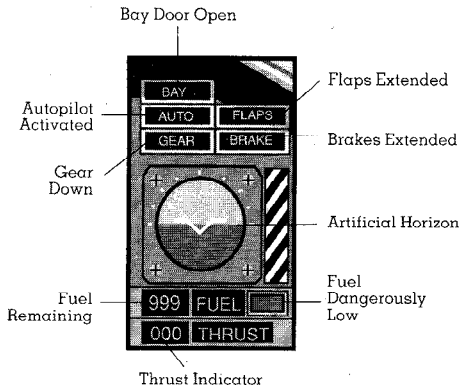 Bay Door Open
Flaps Extended
BAY
Autopilot
Activated
AUTO
FLAPS
GEAR
BRAKE
Brakes Extended
Gear
Down
Artificial Horizon
Fuel
Remaining
999 FUEL
Fuel
Dangerously
Low
000 THRUST
Thrust Indicator